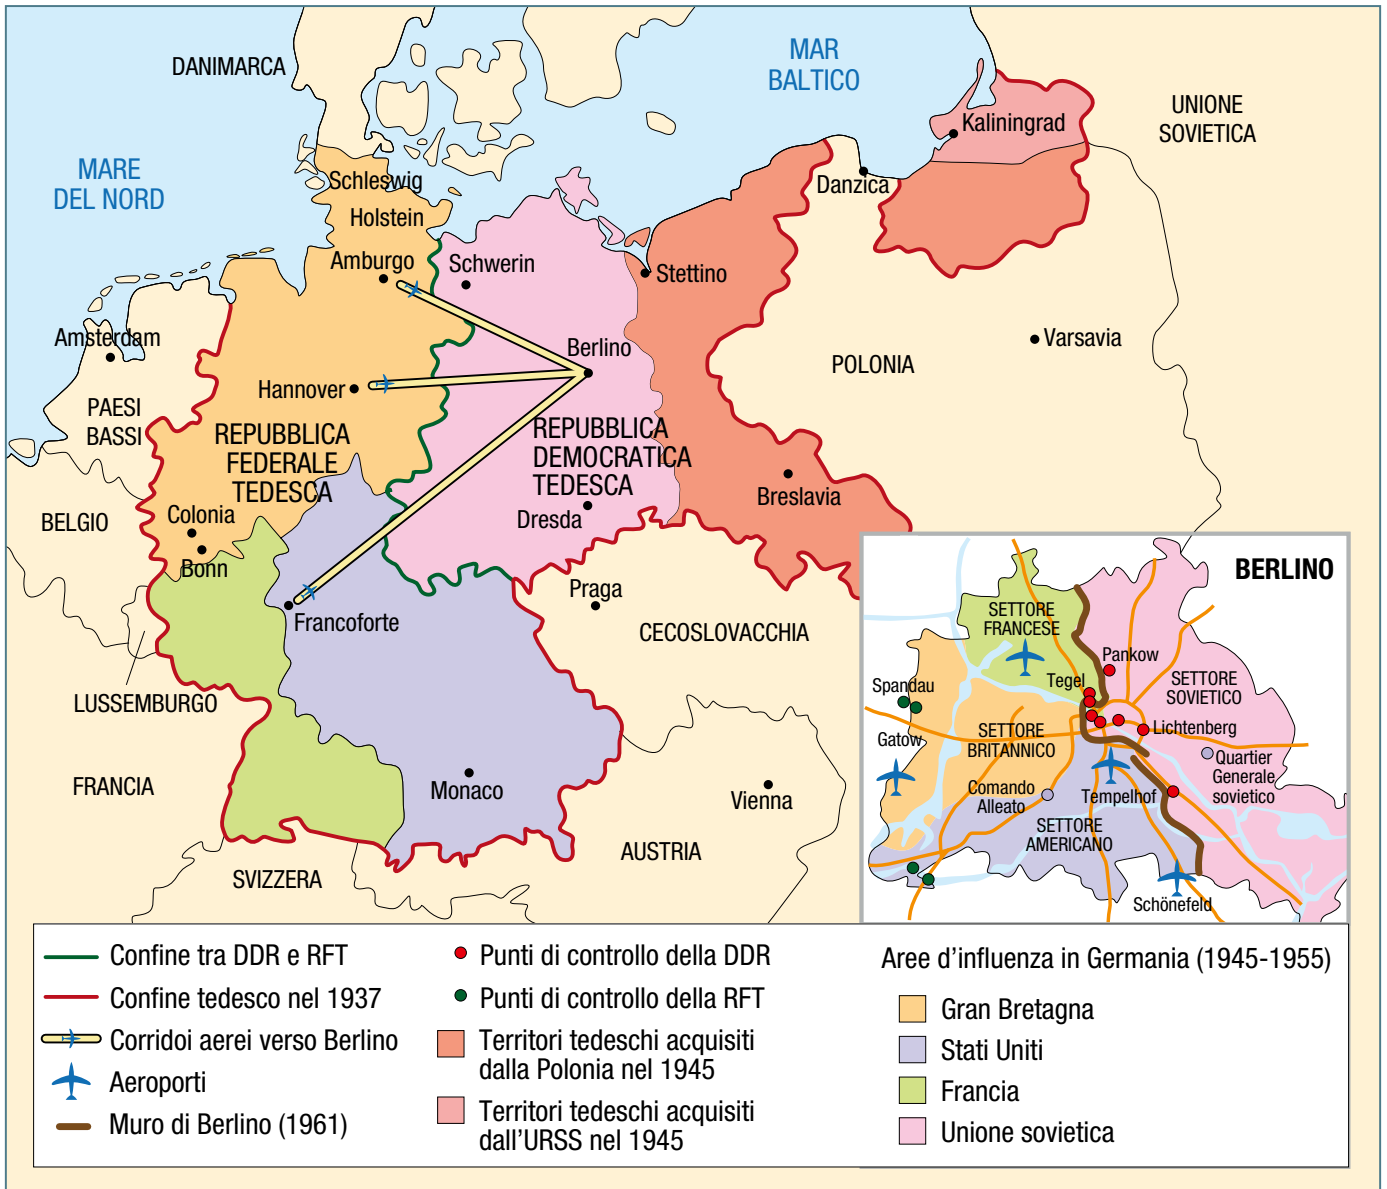 DANIMARCA
MAR
BALTICO
UNIONE
SOVIETICA
Kaliningrad
MARE
DEL NORD
Schleswig
Holstein
Danzica
Amburgo
Schwerin
Stettino
Amsterdam
Berlino
Varsavia
POLONIA
Hannover
PAESI
BASSI
REPUBBLICA
FEDERALE
TEDESCA
REPUBBLICA
DEMOCRATICA
TEDESCA
Breslavia
BELGIO
Colonia
Dresda
Bonn
Praga
Francoforte
CECOSLOVACCHIA
LUSSEMBURGO
FRANCIA
Monaco
Vienna
AUSTRIA
SVIZZERA
BERLINO
SETTORE
FRANCESE
Pankow
Tegel
SETTORE
SOVIETICO
Spandau
SETTORE
BRITANNICO
Lichtenberg
Gatow
Quartier
Generale
sovietico
Comando
Alleato
Tempelhof
SETTORE
AMERICANO
Schönefeld
Confine tra DDR e RFT
Confine tedesco nel 1937
Corridoi aerei verso Berlino
Aeroporti
Muro di Berlino (1961)
Punti di controllo della DDR
Punti di controllo della RFT
Territori tedeschi acquisiti
dalla Polonia nel 1945
Territori tedeschi acquisiti
dall'URSS nel 1945
Aree d'influenza in Germania (1945-1955)
Gran Bretagna
Stati Uniti
Francia
Unione sovietica